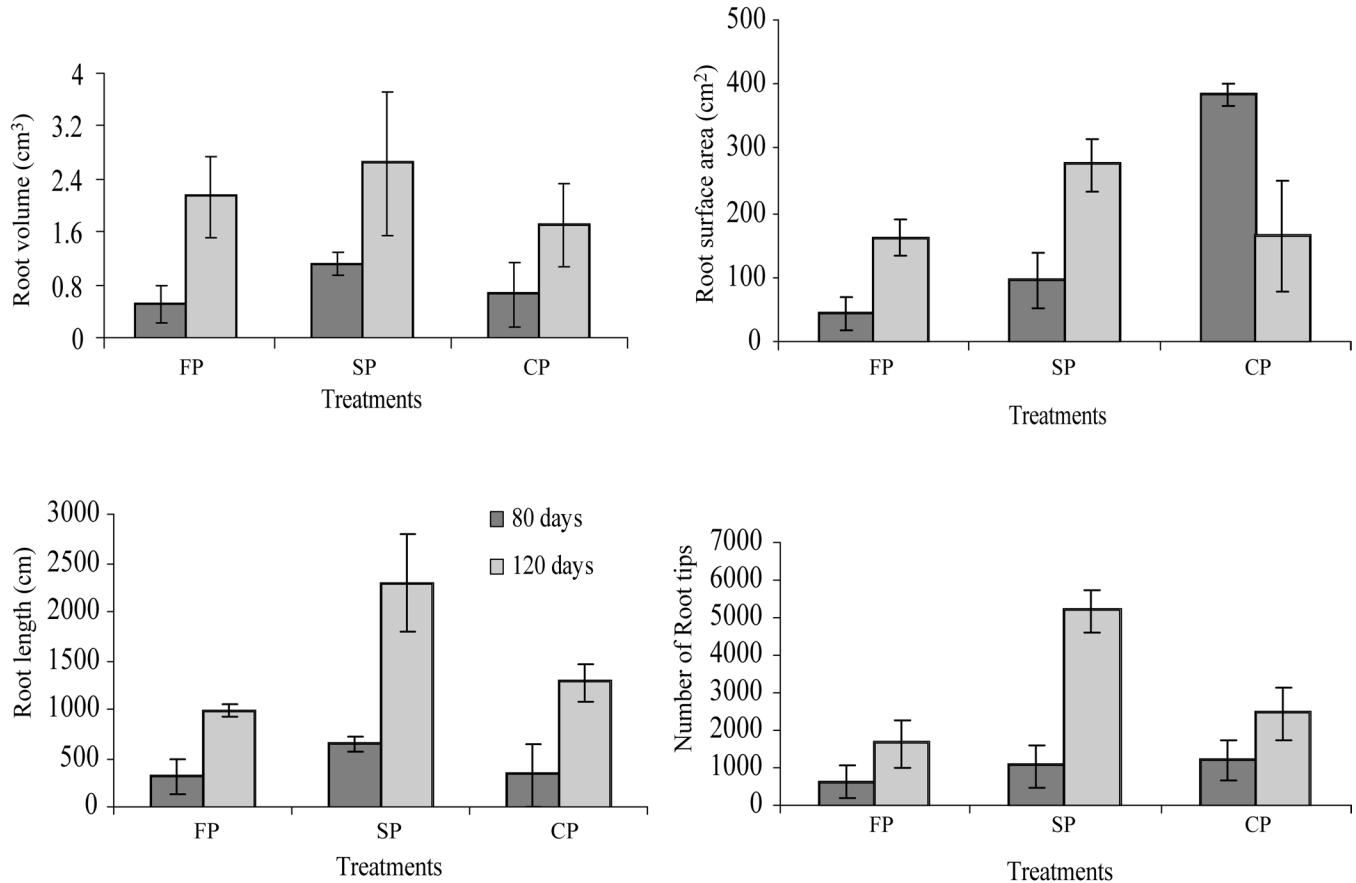 Root volume (cm³)
4
3.2
2.4
1.6
0.8
0
FP SP CP
Treatments
Root surface area (cm²)
500
400
300
200
100
0
FP SP CP
Treatments
Root length (cm)
3000
2500
2000
1500
1000
500
0
80 days
120 days
FP SP CP
Treatments
Number of Root tips
7000
6000
5000
4000
3000
2000
1000
0
FP SP CP
Treatments